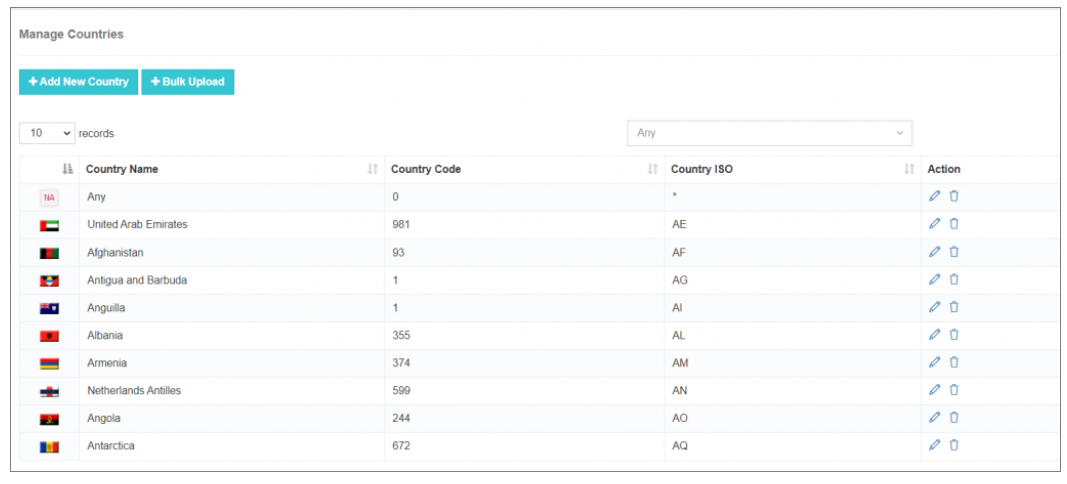 Manage Countries
+ Add New Country + Bulk Upload
10 records Any
Country Name Country Code Country ISO Action
NA Any 0 *
United Arab Emirates 981 AE
Afghanistan 93 AF
Antigua and Barbuda 1 AG
Anguilla 1 AI
Albania 355 AL
Armenia 374 AM
Netherlands Antilles 599 AN
Angola 244 AO
Antarctica 672 AQ